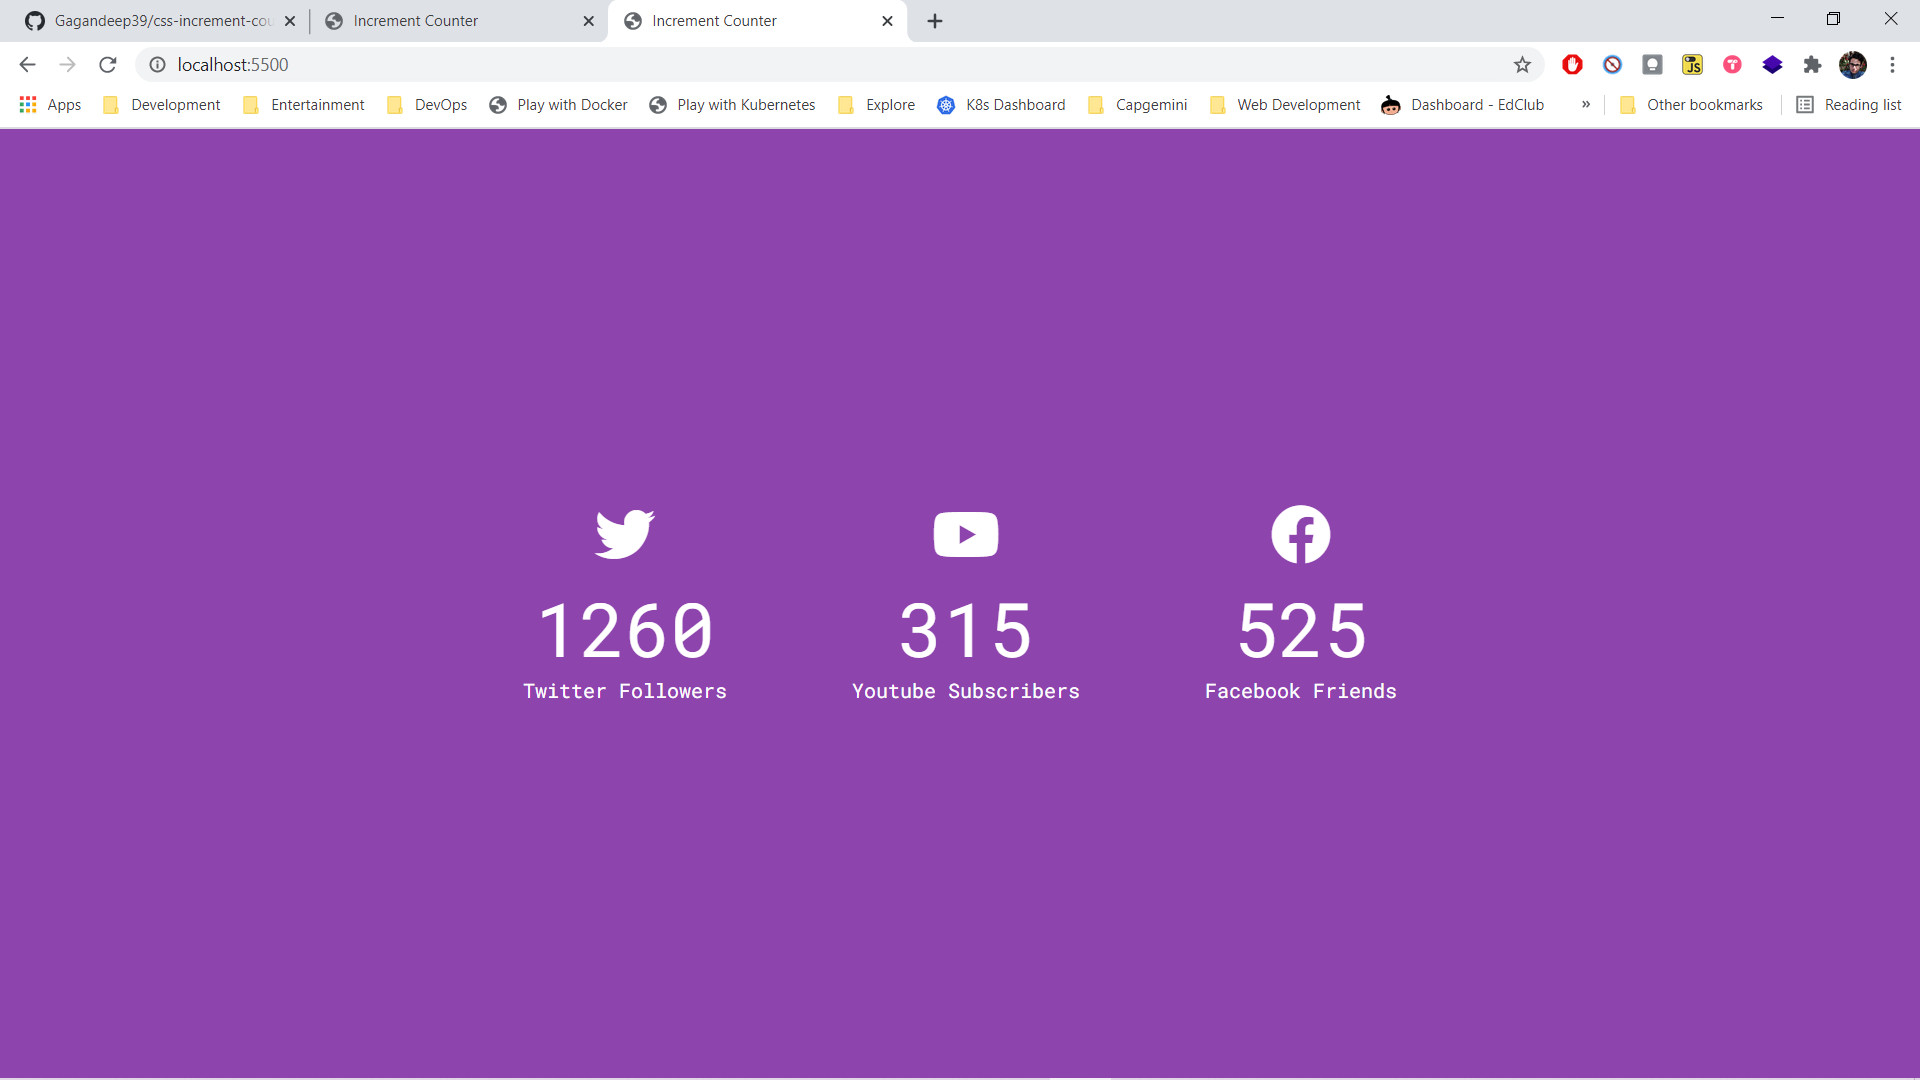 Gagandeep39/css-increment-cou
Increment Counter
Increment Counter
localhost:5500
JS
Apps
Development
Entertainment
DevOps
Play with Docker
Play with Kubernetes
Explore
K8s Dashboard
Capgemini
Web Development
Dashboard - EdClub
»
Other bookmarks
Reading list
1260
315
525
Twitter Followers
Youtube Subscribers
Facebook Friends